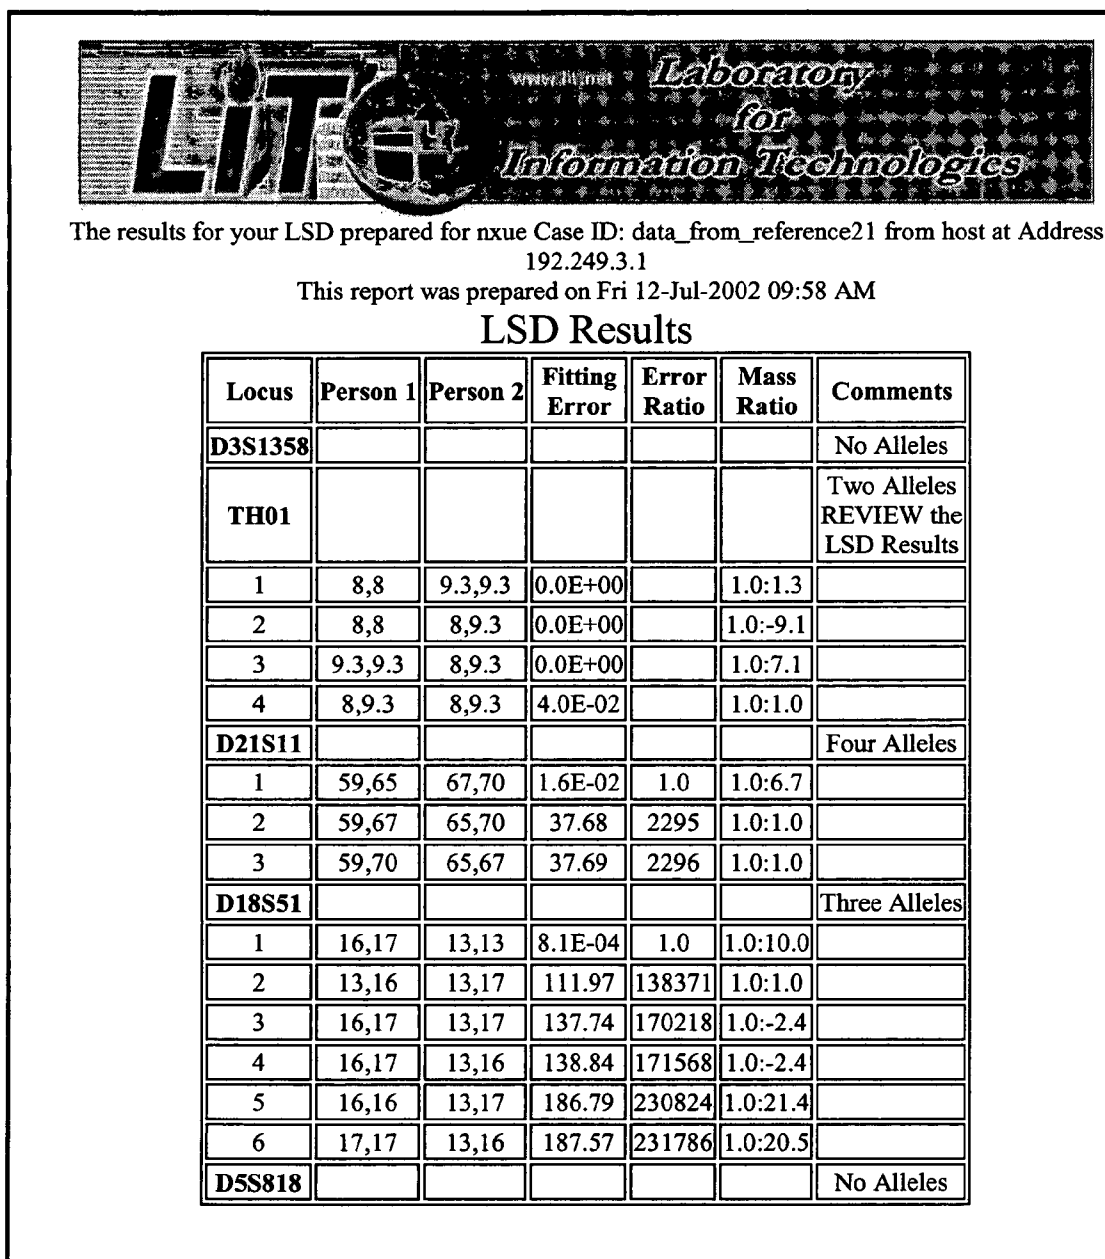 LiT
www.lit.net
Laboratory
for
Information Technologies
The results for your LSD prepared for nxue Case ID: data_from_reference21 from host at Address
192.249.3.1
This report was prepared on Fri 12-Jul-2002 09:58 AM
LSD Results
Locus Person 1 Person 2 Fitting Error Error Ratio Mass Ratio Comments
D3S1358 No Alleles
TH01 Two Alleles REVIEW the LSD Results
1 8,8 9.3,9.3 0.0E+00 1.0:1.3
2 8,8 8,9.3 0.0E+00 1.0:-9.1
3 9.3,9.3 8,9.3 0.0E+00 1.0:7.1
4 8,9.3 8,9.3 4.0E-02 1.0:1.0
D21S11 Four Alleles
1 59,65 67,70 1.6E-02 1.0 1.0:6.7
2 59,67 65,70 37.68 2295 1.0:1.0
3 59,70 65,67 37.69 2296 1.0:1.0
D18S51 Three Alleles
1 16,17 13,13 8.1E-04 1.0 1.0:10.0
2 13,16 13,17 111.97 138371 1.0:1.0
3 16,17 13,17 137.74 170218 1.0:-2.4
4 16,17 13,16 138.84 171568 1.0:-2.4
5 16,16 13,17 186.79 230824 1.0:21.4
6 17,17 13,16 187.57 231786 1.0:20.5
D5S818 No Alleles